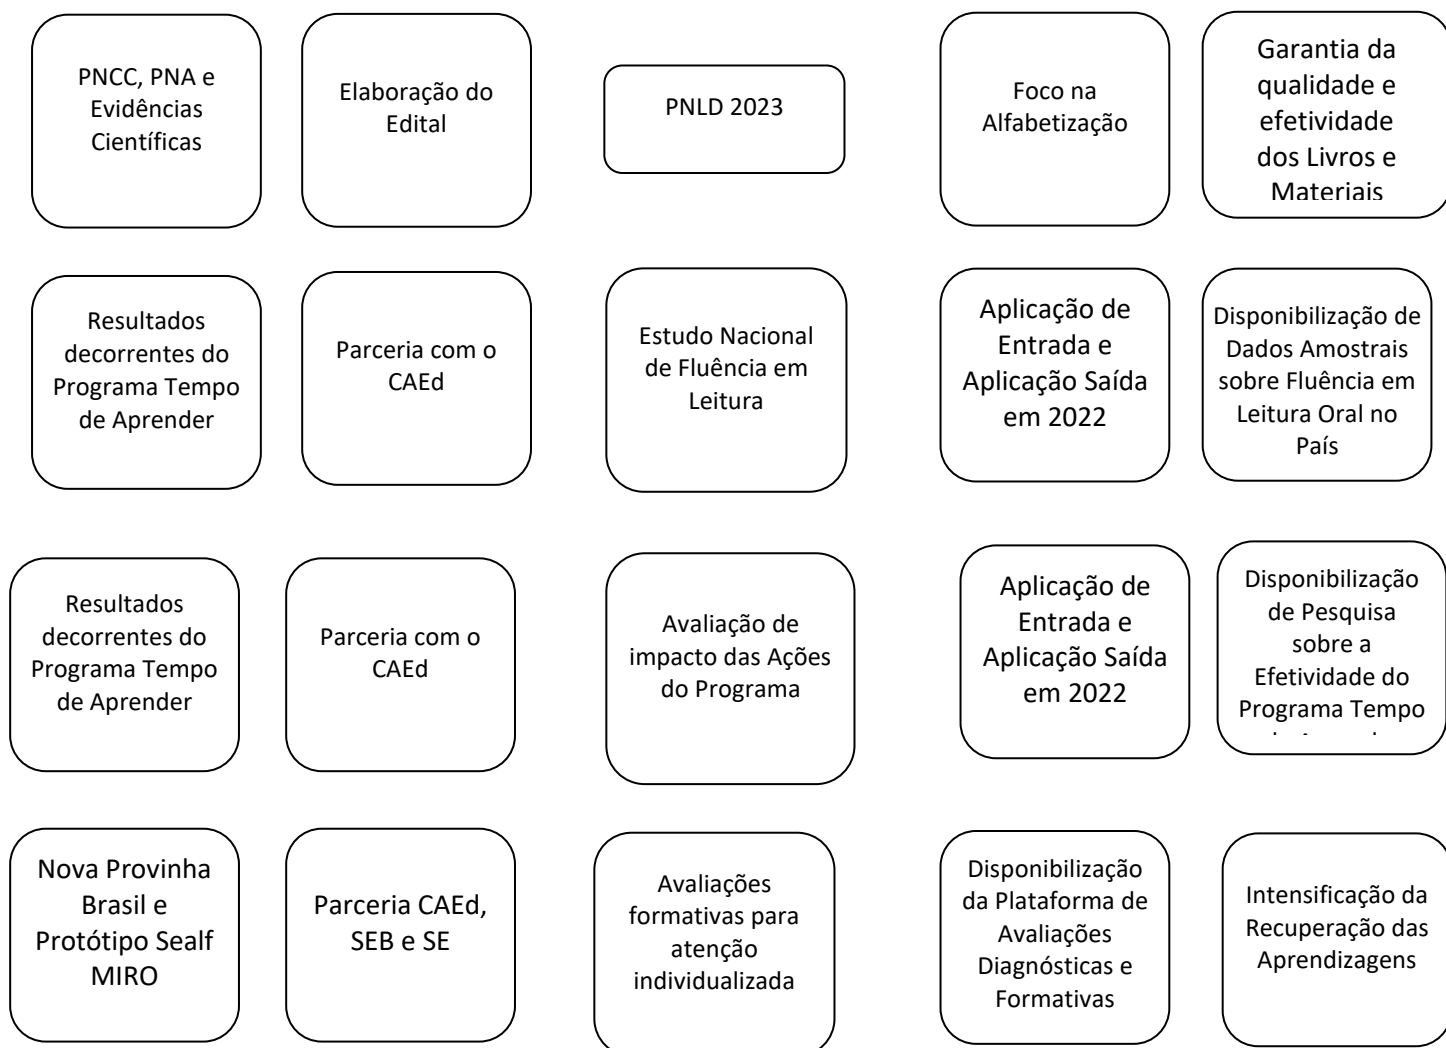 PNCC, PNA e
Evidências
Científicas
Elaboração do
Edital
PNLD 2023
Foco na
Alfabetização
Garantia da
qualidade e
efetividade
dos Livros e
Materiais
Resultados
decorrentes do
Programa Tempo
de Aprender
Parceria com o
CAEd
Estudo Nacional
de Fluência em
Leitura
Aplicação de
Entrada e
Aplicação Saída
em 2022
Disponibilização de
Dados Amostrais
sobre Fluência em
Leitura Oral no
País
Resultados
decorrentes do
Programa Tempo
de Aprender
Parceria com o
CAEd
Avaliação de
impacto das Ações
do Programa
Aplicação de
Entrada e
Aplicação Saída
em 2022
Disponibilização
de Pesquisa
sobre a
Efetividade do
Programa Tempo
Nova Provinha
Brasil e
Protótipo Sealf
MIRO
Parceria CAEd,
SEB e SE
Avaliações
formativas para
atenção
individualizada
Disponibilização
da Plataforma de
Avaliações
Diagnósticas e
Formativas
Intensificação da
Recuperação das
Aprendizagens